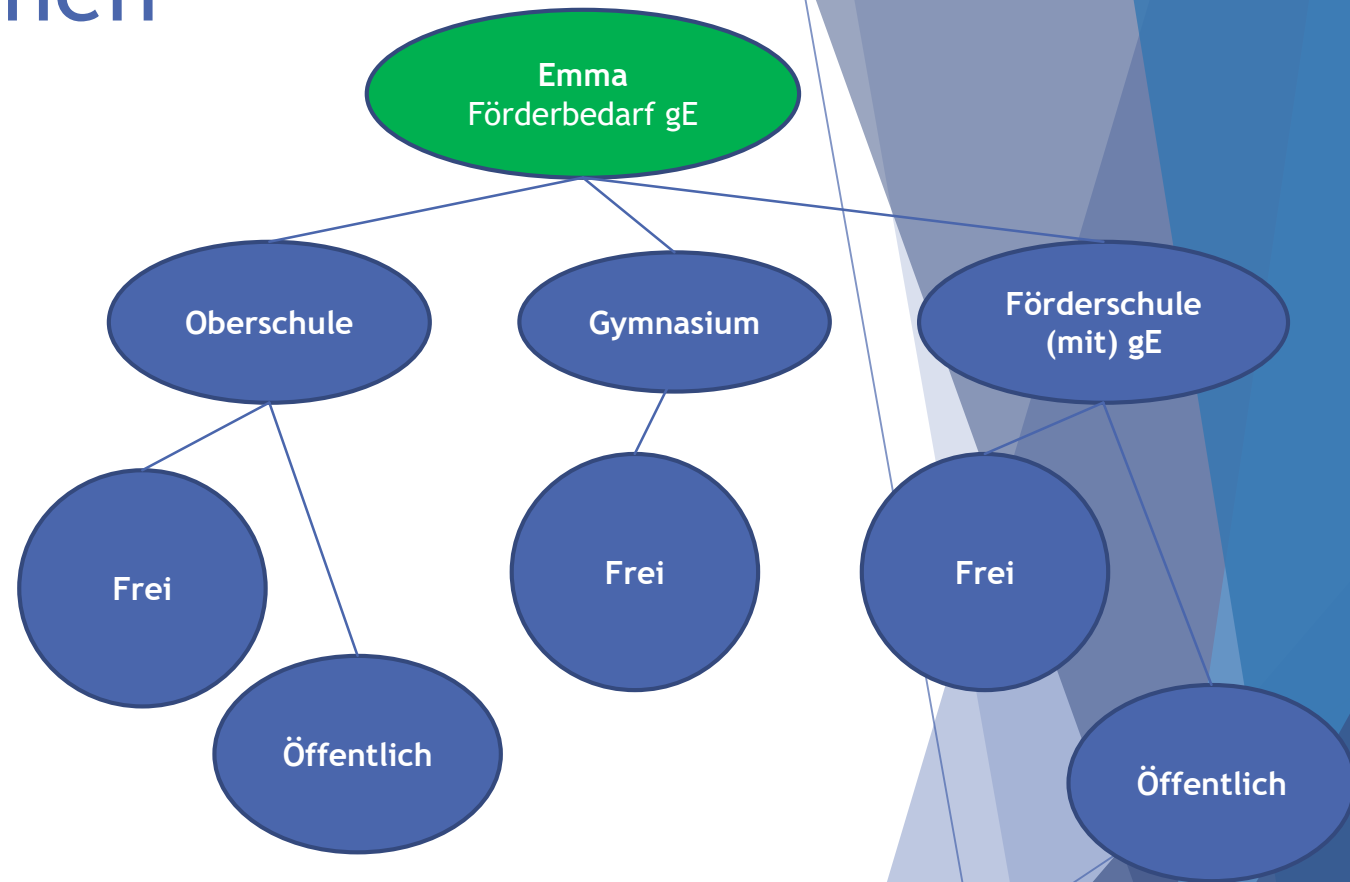 Emma
Förderbedarf gE
Oberschule
Gymnasium
Förderschule
(mit) gE
Frei
Frei
Frei
Öffentlich
Öffentlich